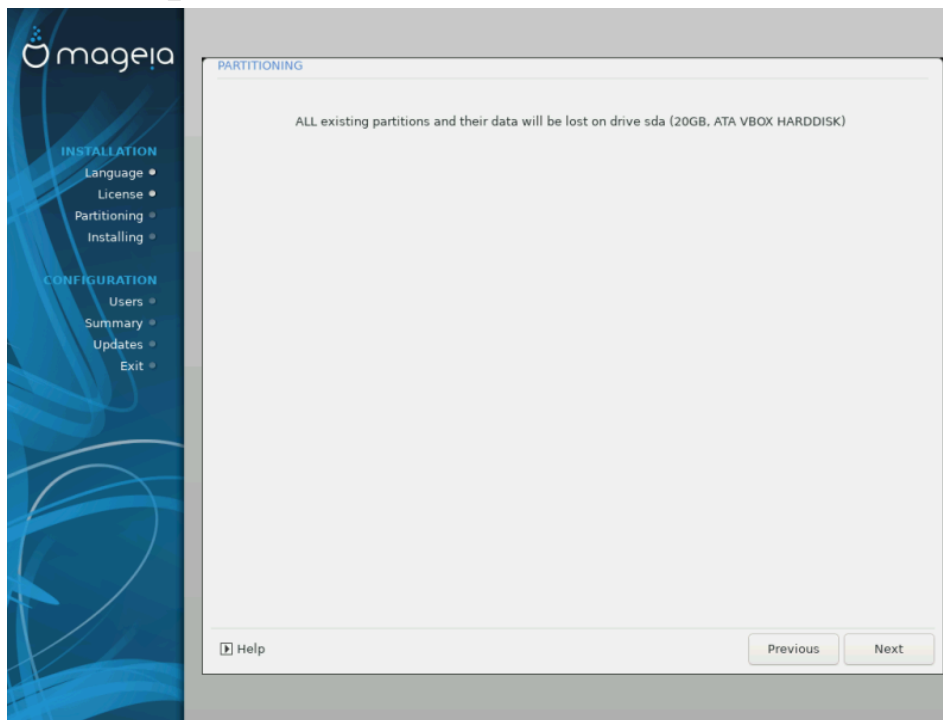 mageia
INSTALLATION
Language
License
Partitioning
Installing
CONFIGURATION
Users
Summary
Updates
Exit
PARTITIONING
ALL existing partitions and their data will be lost on drive sda (20GB, ATA VBOX HARDDISK)
Help
Previous
Next